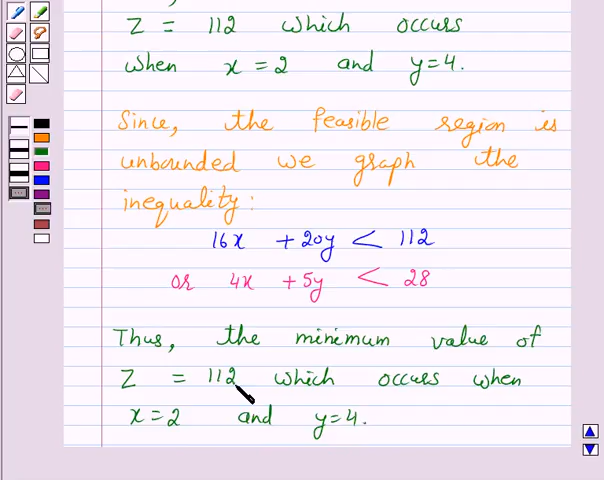 Z = 112 which occurs
when x = 2 and y=4.
Since, the feasible region is
unbounded we graph the
inequality:
16x +20y < 112
or 4x +5y < 28
Thus, the minimum value of
Z = 112 which occurs when
x=2 and y=4.